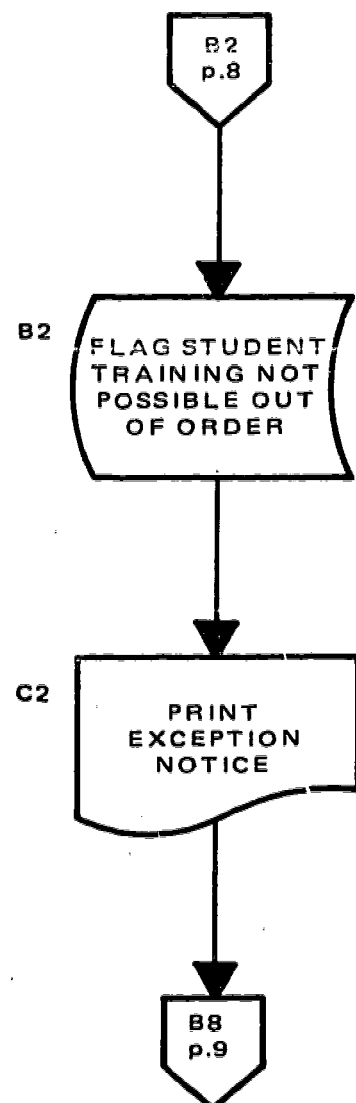 B2
p.8
B2
FLAG STUDENT
TRAINING NOT
POSSIBLE OUT
OF ORDER
C2
PRINT
EXCEPTION
NOTICE
B8
p.9